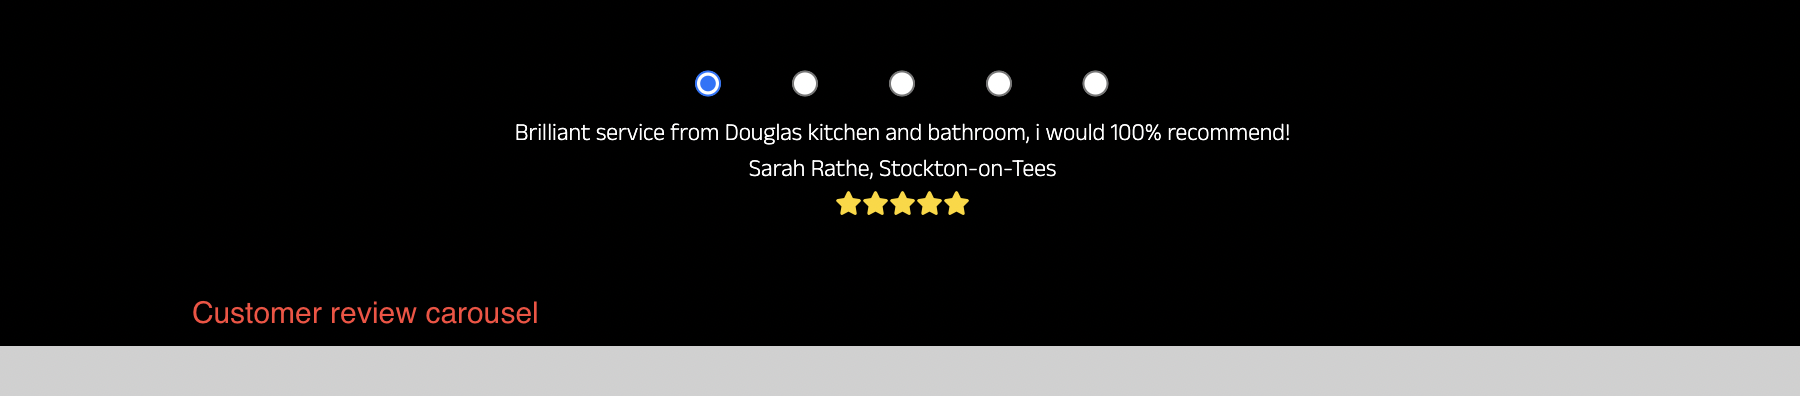 Brilliant service from Douglas kitchen and bathroom, i would 100% recommend!
Sarah Rathe, Stockton-on-Tees
Customer review carousel